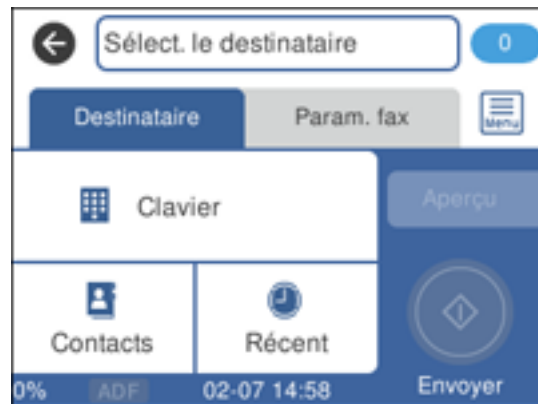 Sélect. le destinataire
0
Destinataire
Param. fax
Menu
Clavier
Aperçu
Contacts
Récent
0%
ADF
02-07 14:58
Envoyer